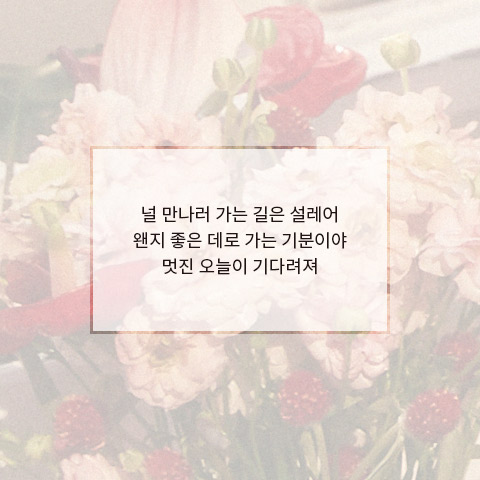 널 만나러 가는 길은 설레어
왠지 좋은 데로 가는 기분이야
멋진 오늘이 기다려져